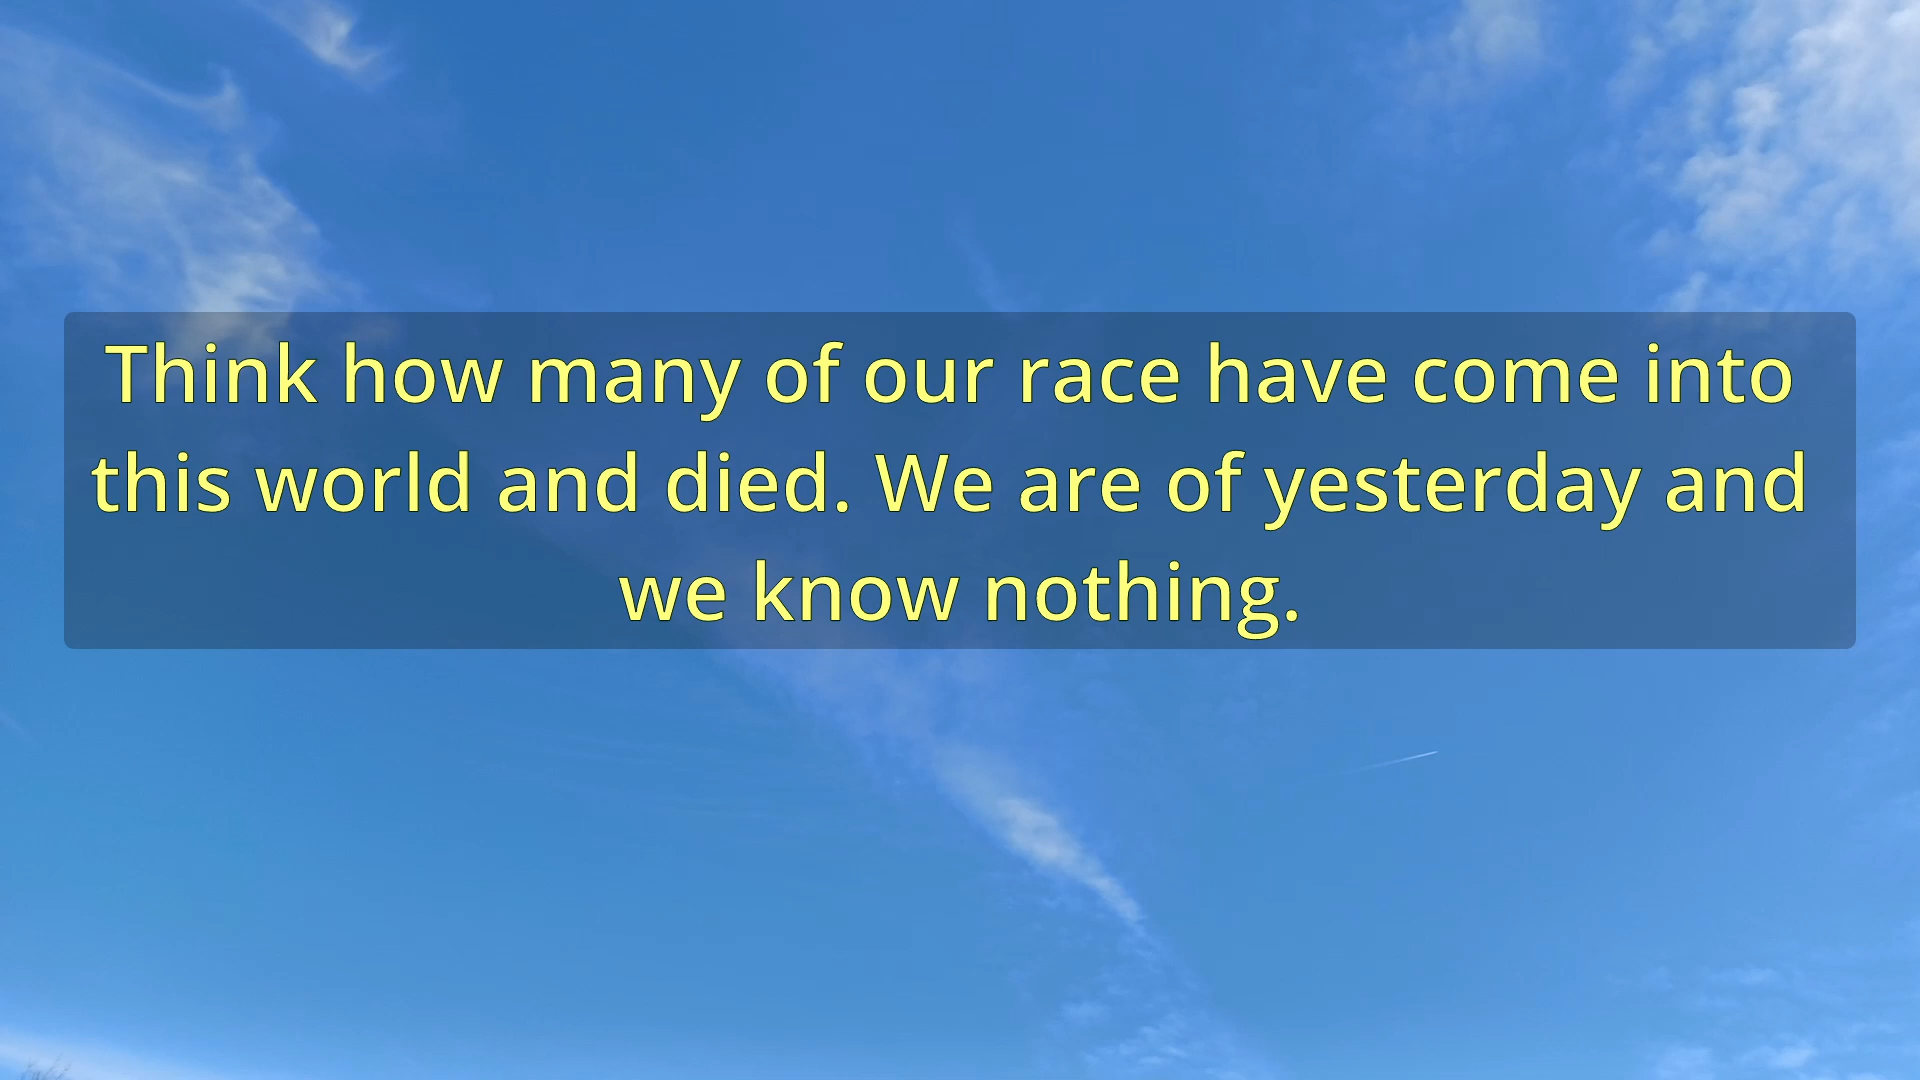 Think how many of our race have come into
this world and died. We are of yesterday and
we know nothing.